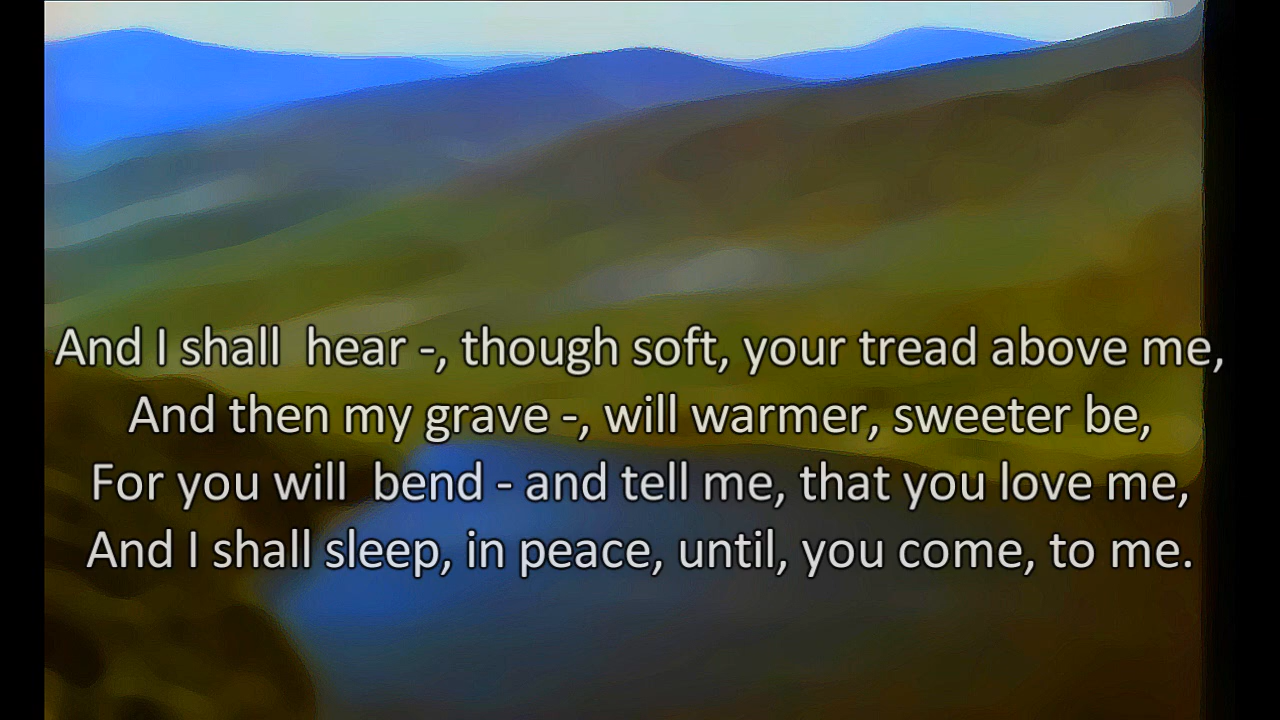 And I shall  hear -, though soft, your tread above me,
And then my grave -, will warmer, sweeter be,
For you will  bend - and tell me, that you love me,
And I shall sleep, in peace, until, you come, to me.